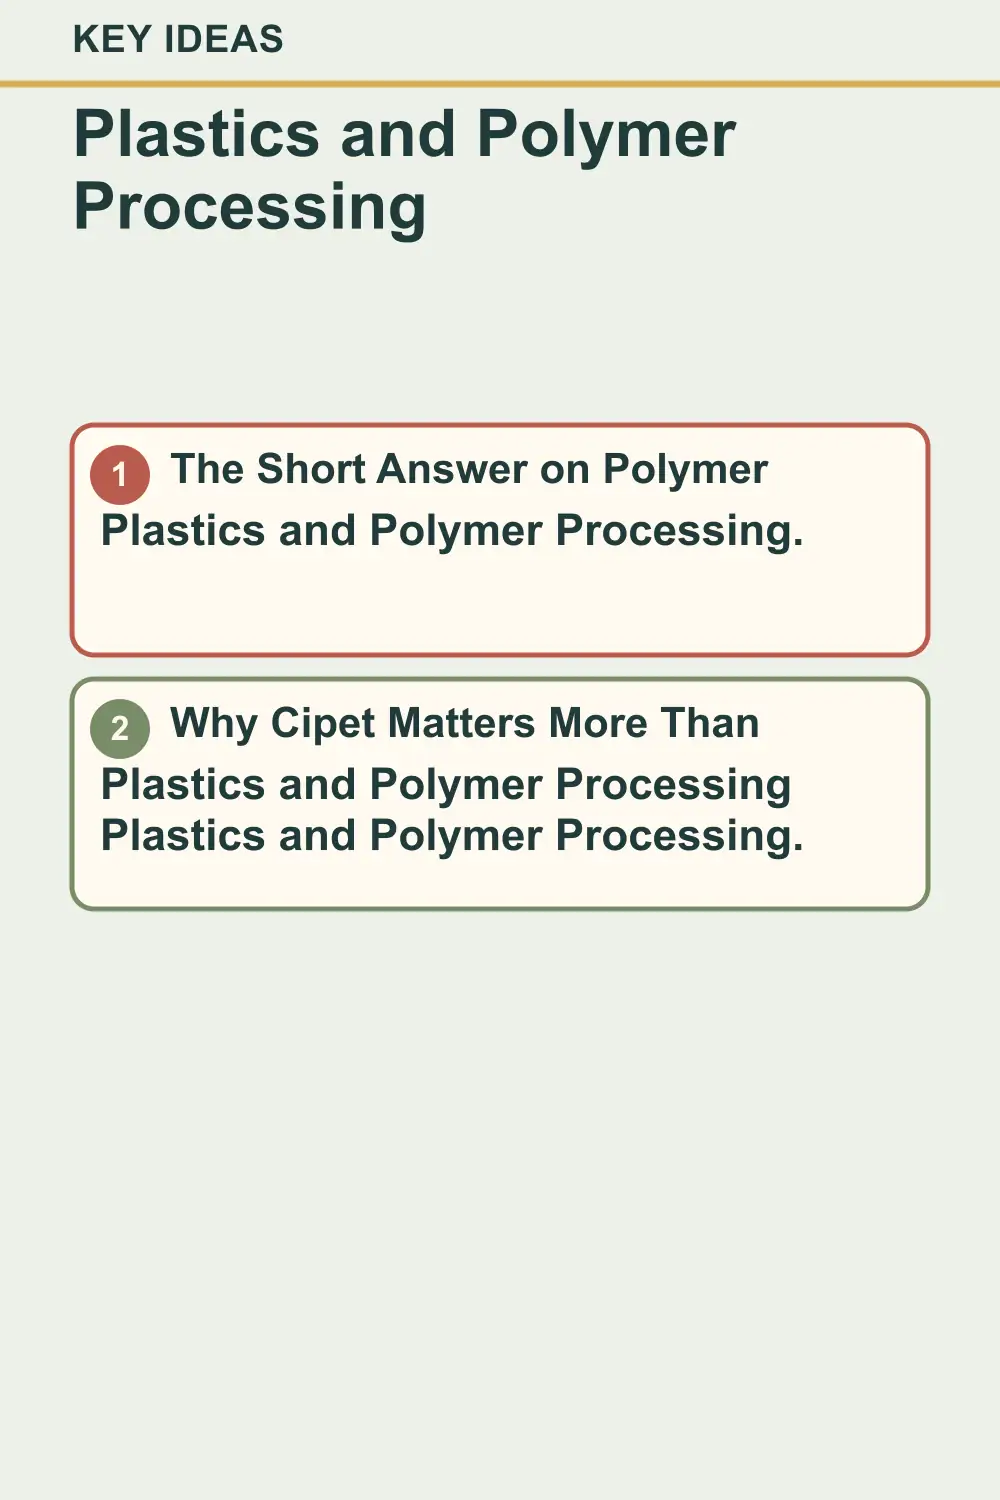 KEY IDEAS
Plastics and Polymer
Processing
1 The Short Answer on Polymer
Plastics and Polymer Processing.
2 Why Cipet Matters More Than
Plastics and Polymer Processing
Plastics and Polymer Processing.